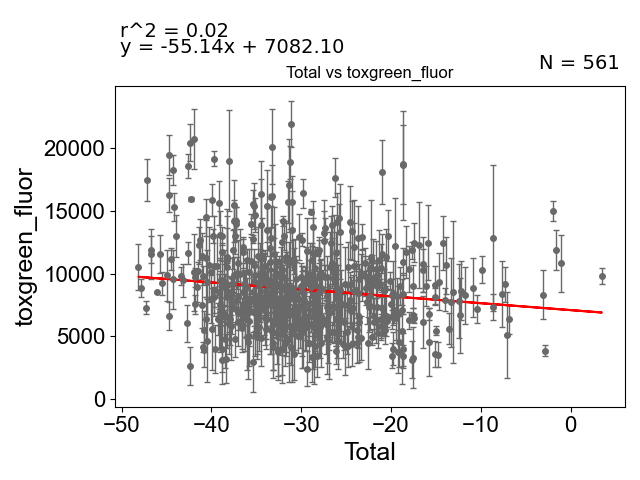 r^2 = 0.02
y = -55.14x + 7082.10
N = 561
Total vs toxgreen_fluor
toxgreen_fluor
20000
15000
10000
5000
0
−50 −40 −30 −20 −10 0
Total